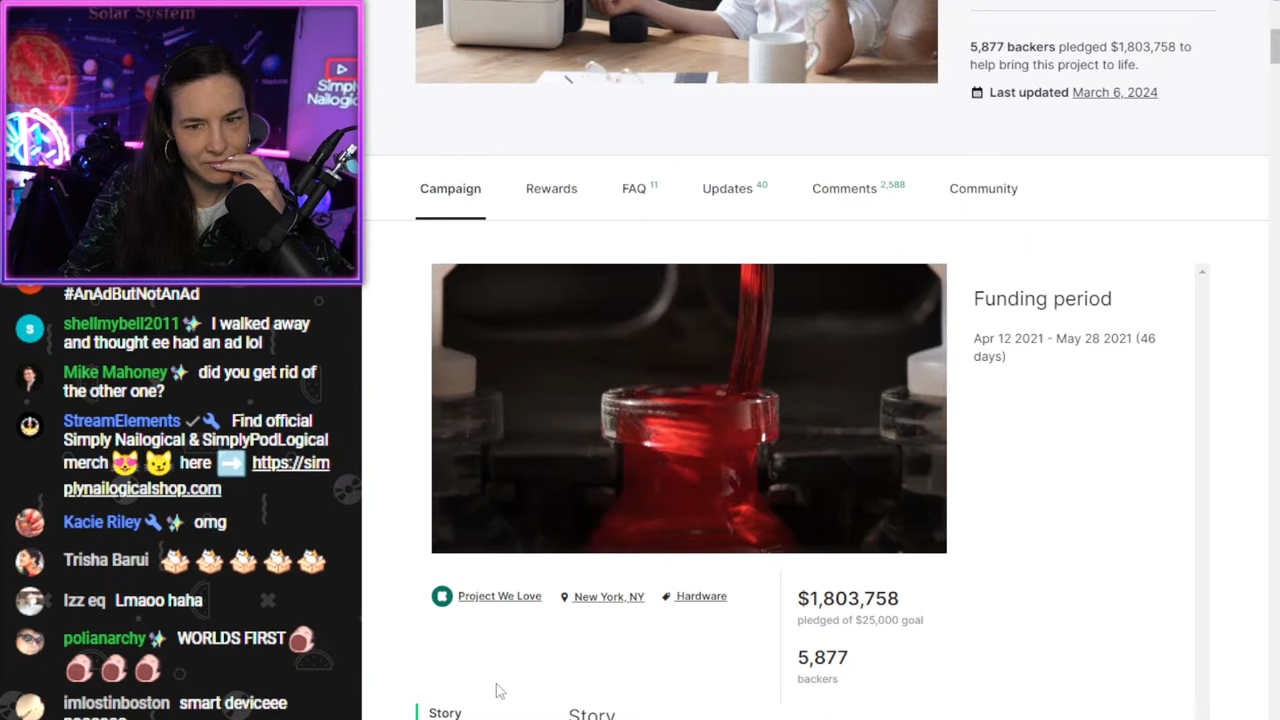 Solar System
Simply
Nailogic
#AnAdButNotAnAd
S
shellmybell2011 ✨ I walked away
and thought ee had an ad lol
Mike Mahoney ✨ did you get rid of
the other one?
StreamElements ✓ 🔧 Find official
Simply Nailogical & SimplyPodLogical
merch 😻 😼 here ➡️ https://sim
plynailogicalshop.com
Kacie Riley 🔧 ✨ omg
Trisha Barui
Izz eq Lmaoo haha
polianarchy ✨ WORLDS FIRST
imlostinboston smart deviceee
5,877 backers pledged $1,803,758 to
help bring this project to life.
Last updated March 6, 2024
Campaign Rewards FAQ 11 Updates 40 Comments 2,588 Community
Funding period
Apr 12 2021 - May 28 2021 (46
days)
Project We Love New York, NY Hardware
$1,803,758
pledged of $25,000 goal
5,877
backers
Story Story